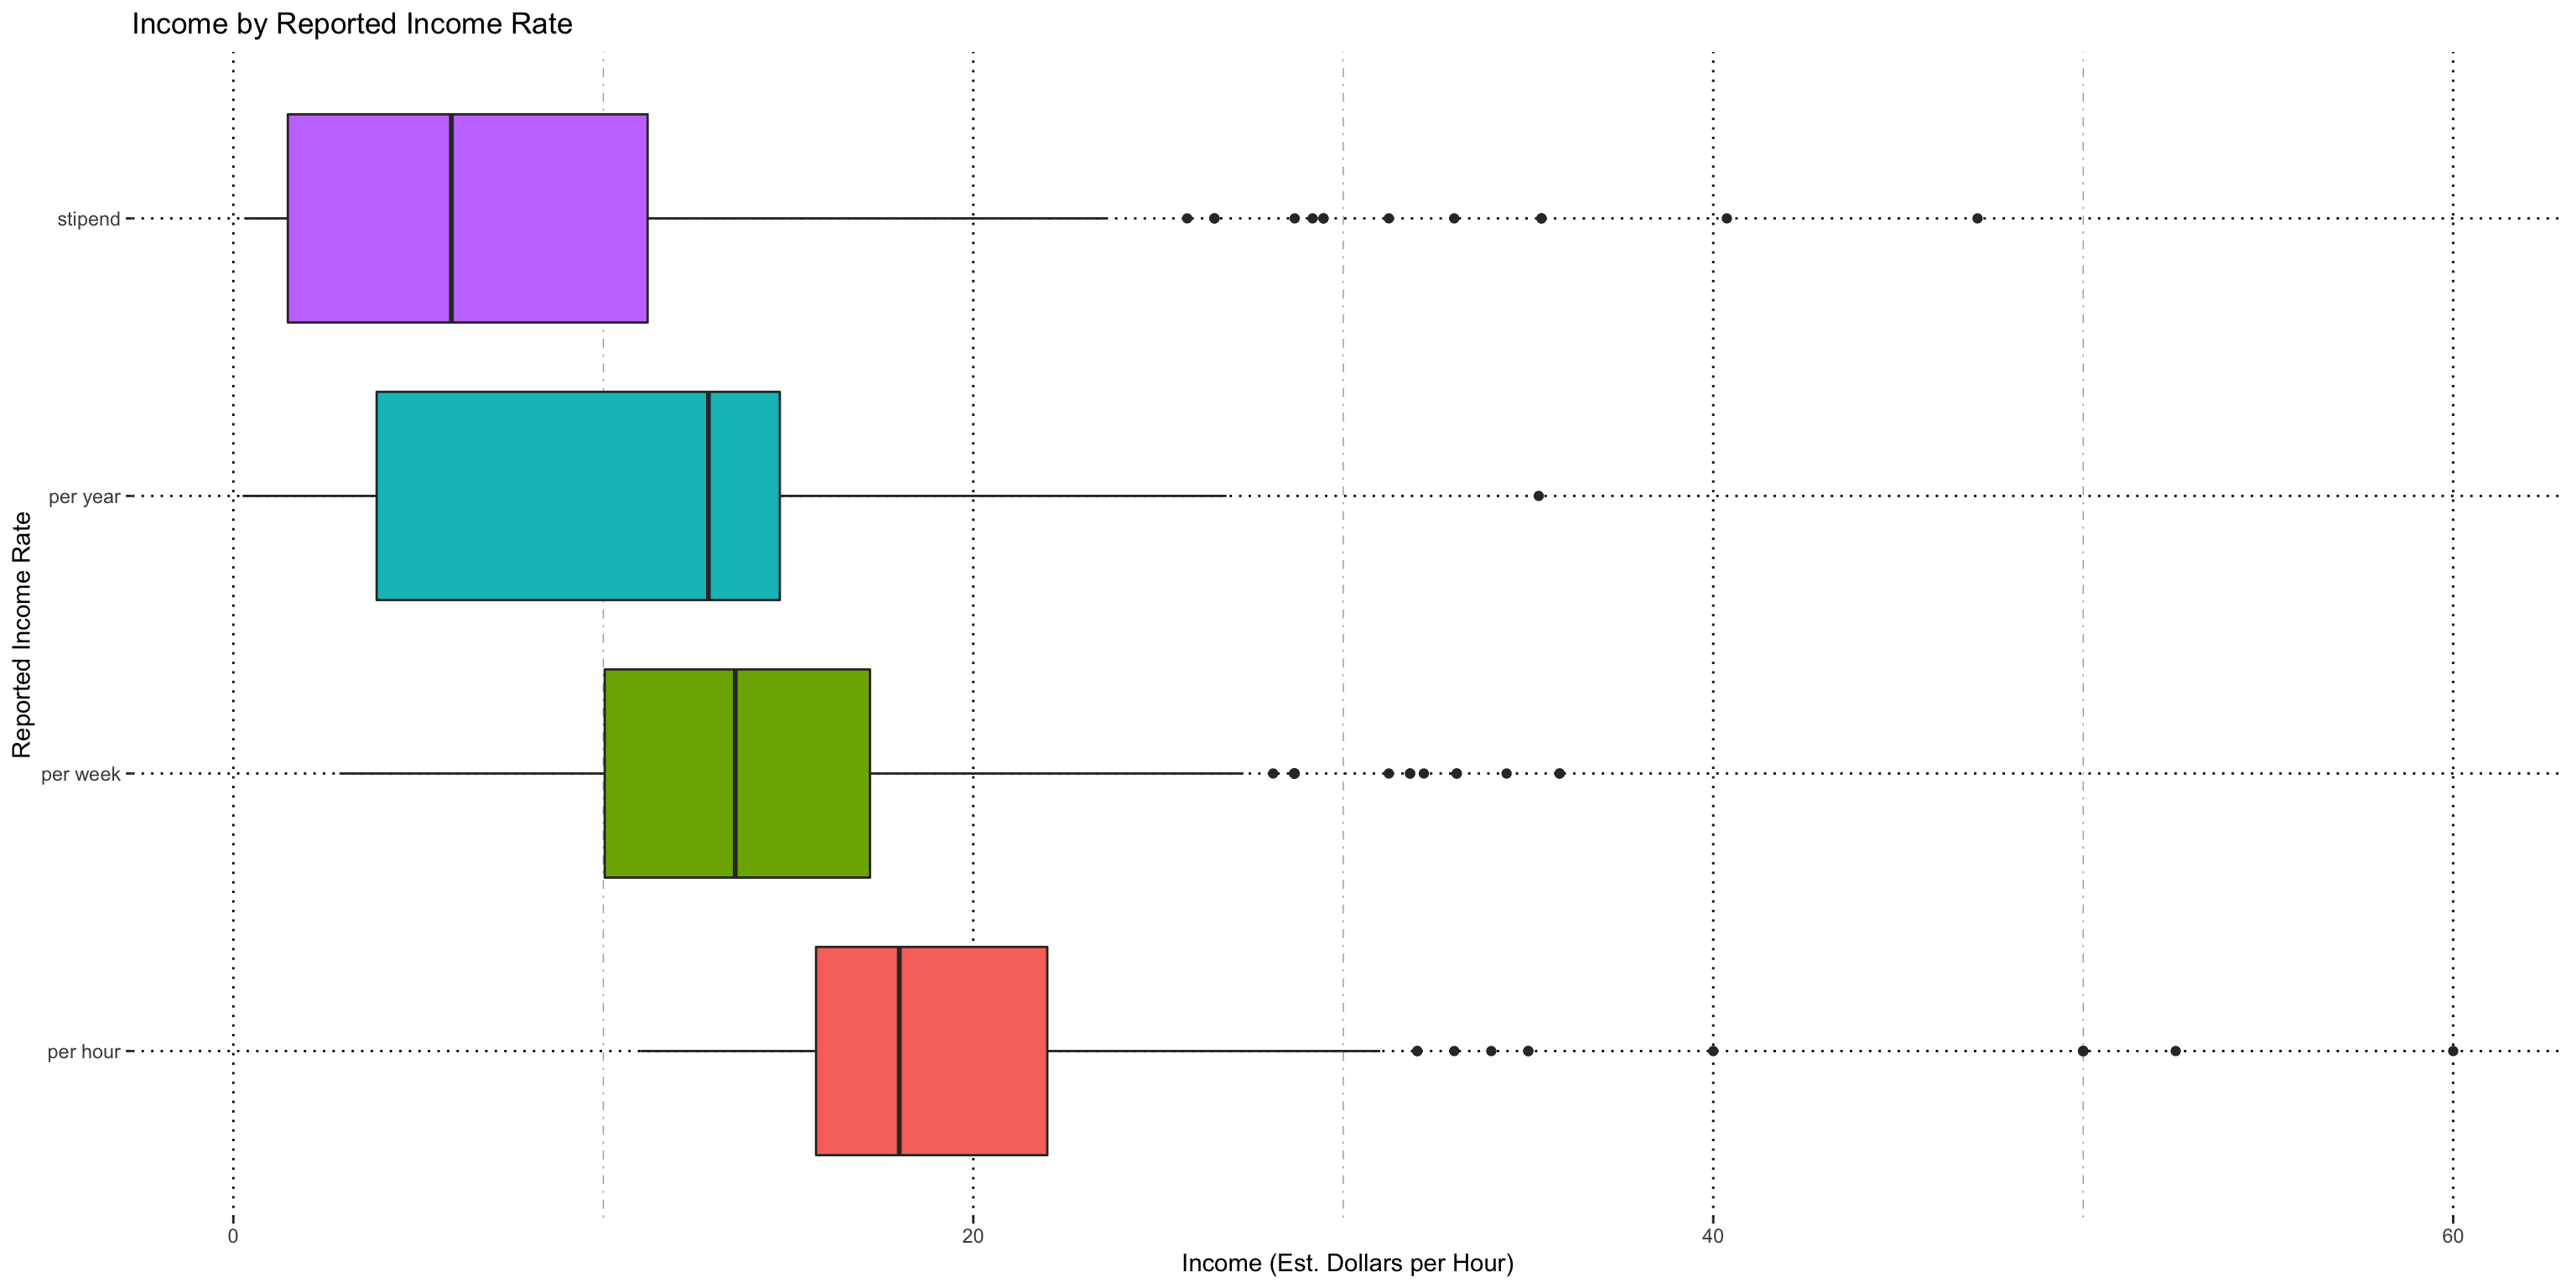 Income by Reported Income Rate
Reported Income Rate
stipend
per year
per week
per hour
0 20 40 60
Income (Est. Dollars per Hour)